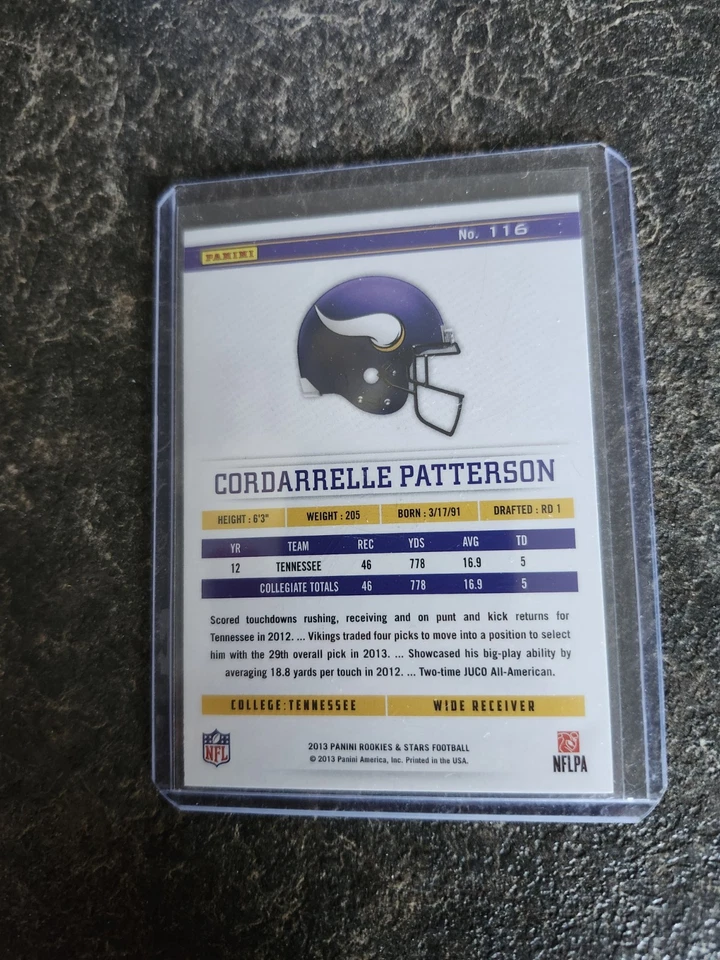 No. 116
PANINI
CORDARRELLE PATTERSON
HEIGHT : 6'3" WEIGHT : 205 BORN : 3/17/91 DRAFTED : RD 1
YR TEAM REC YDS AVG TD
12 TENNESSEE 46 778 16.9 5
COLLEGIATE TOTALS 46 778 16.9 5
Scored touchdowns rushing, receiving and on punt and kick returns for
Tennessee in 2012. ... Vikings traded four picks to move into a position to select
him with the 29th overall pick in 2013. ... Showcased his big-play ability by
averaging 18.8 yards per touch in 2012. ... Two-time JUCO All-American.
COLLEGE:TENNESSEE WIDE RECEIVER
NFL
2013 PANINI ROOKIES & STARS FOOTBALL
© 2013 Panini America, Inc. Printed in the USA.
NFLPA